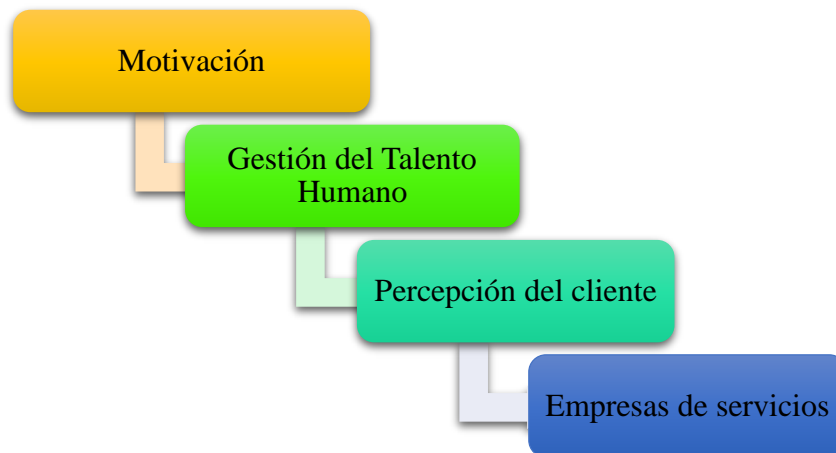 Motivación
Gestión del Talento
Humano
Percepción del cliente
Empresas de servicios